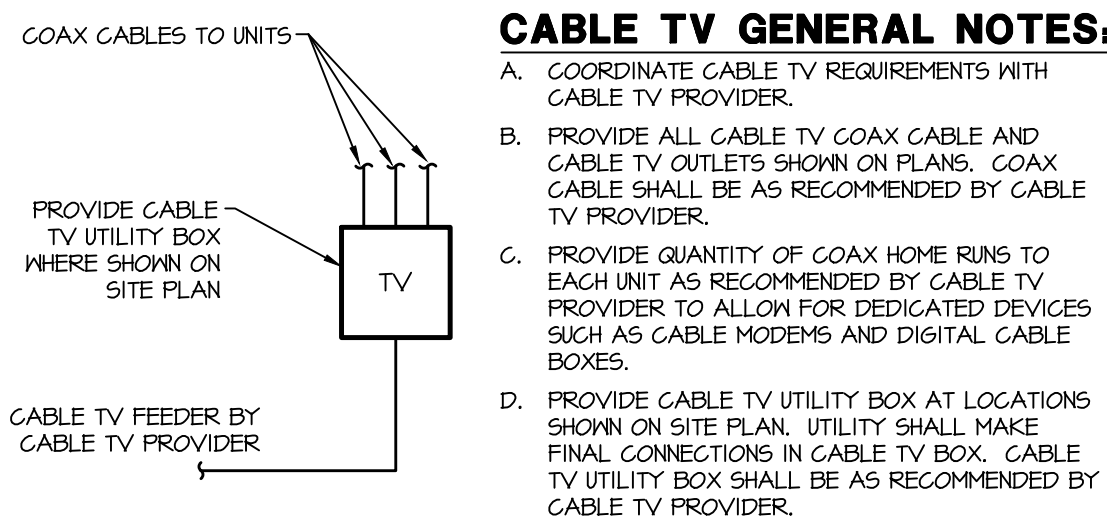 COAX CABLES TO UNITS
PROVIDE CABLE
TV UTILITY BOX
WHERE SHOWN ON
SITE PLAN
TV
CABLE TV FEEDER BY
CABLE TV PROVIDER
CABLE TV GENERAL NOTES:
A. COORDINATE CABLE TV REQUIREMENTS WITH
CABLE TV PROVIDER.
B. PROVIDE ALL CABLE TV COAX CABLE AND
CABLE TV OUTLETS SHOWN ON PLANS. COAX
CABLE SHALL BE AS RECOMMENDED BY CABLE
TV PROVIDER.
C. PROVIDE QUANTITY OF COAX HOME RUNS TO
EACH UNIT AS RECOMMENDED BY CABLE TV
PROVIDER TO ALLOW FOR DEDICATED DEVICES
SUCH AS CABLE MODEMS AND DIGITAL CABLE
BOXES.
D. PROVIDE CABLE TV UTILITY BOX AT LOCATIONS
SHOWN ON SITE PLAN. UTILITY SHALL MAKE
FINAL CONNECTIONS IN CABLE TV BOX. CABLE
TV UTILITY BOX SHALL BE AS RECOMMENDED BY
CABLE TV PROVIDER.